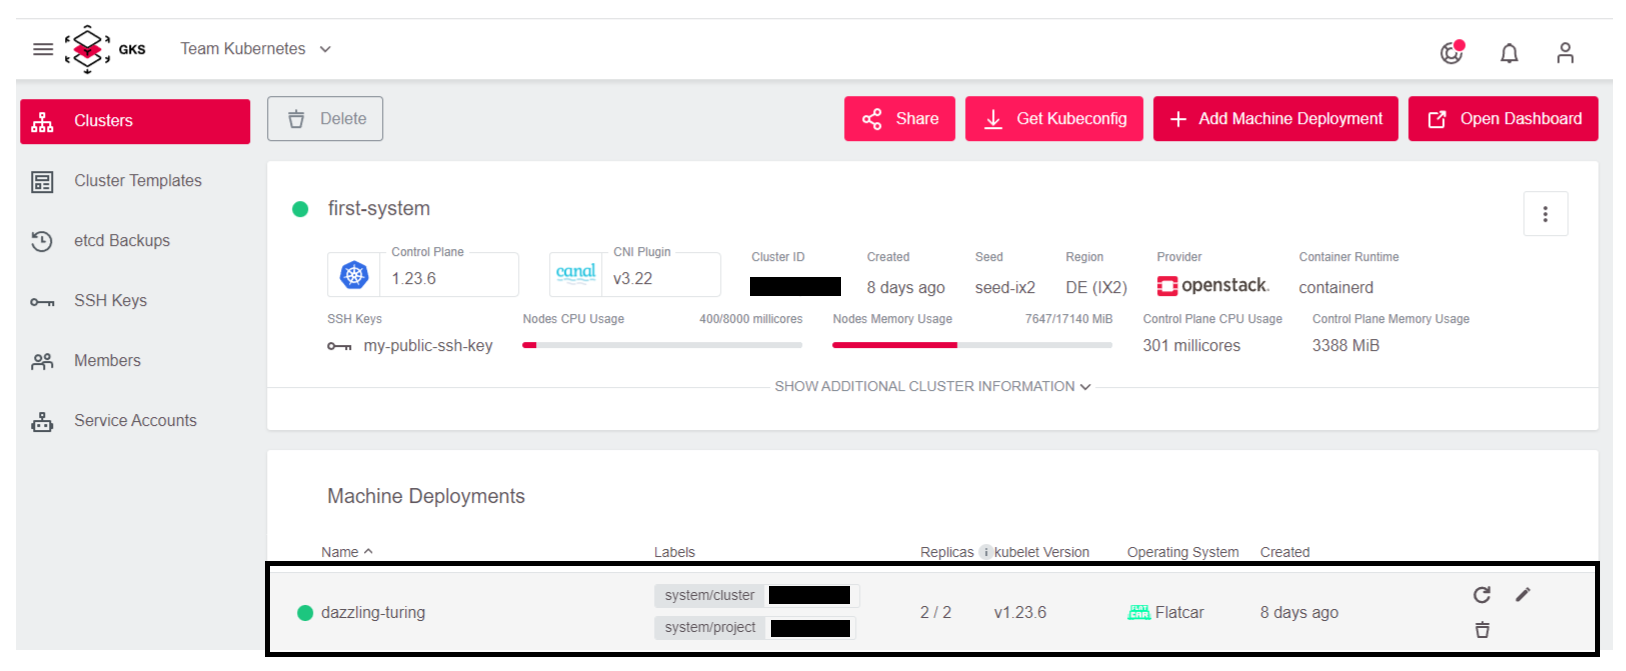 GKS Team Kubernetes
Clusters
Cluster Templates
etcd Backups
SSH Keys
Members
Service Accounts
Delete Share Get Kubeconfig Add Machine Deployment Open Dashboard
first-system
Control Plane CNI Plugin Cluster ID Created Seed Region Provider Container Runtime
1.23.6 canal v3.22 8 days ago seed-ix2 DE (IX2) openstack. containerd
SSH Keys Nodes CPU Usage 400/8000 millicores Nodes Memory Usage 7647/17140 MiB Control Plane CPU Usage Control Plane Memory Usage
my-public-ssh-key 301 millicores 3388 MiB
SHOW ADDITIONAL CLUSTER INFORMATION
Machine Deployments
Name Labels Replicas i kubelet Version Operating System Created
system/cluster
dazzling-turing 2 / 2 v1.23.6 FLAT CAR Flatcar 8 days ago
system/project